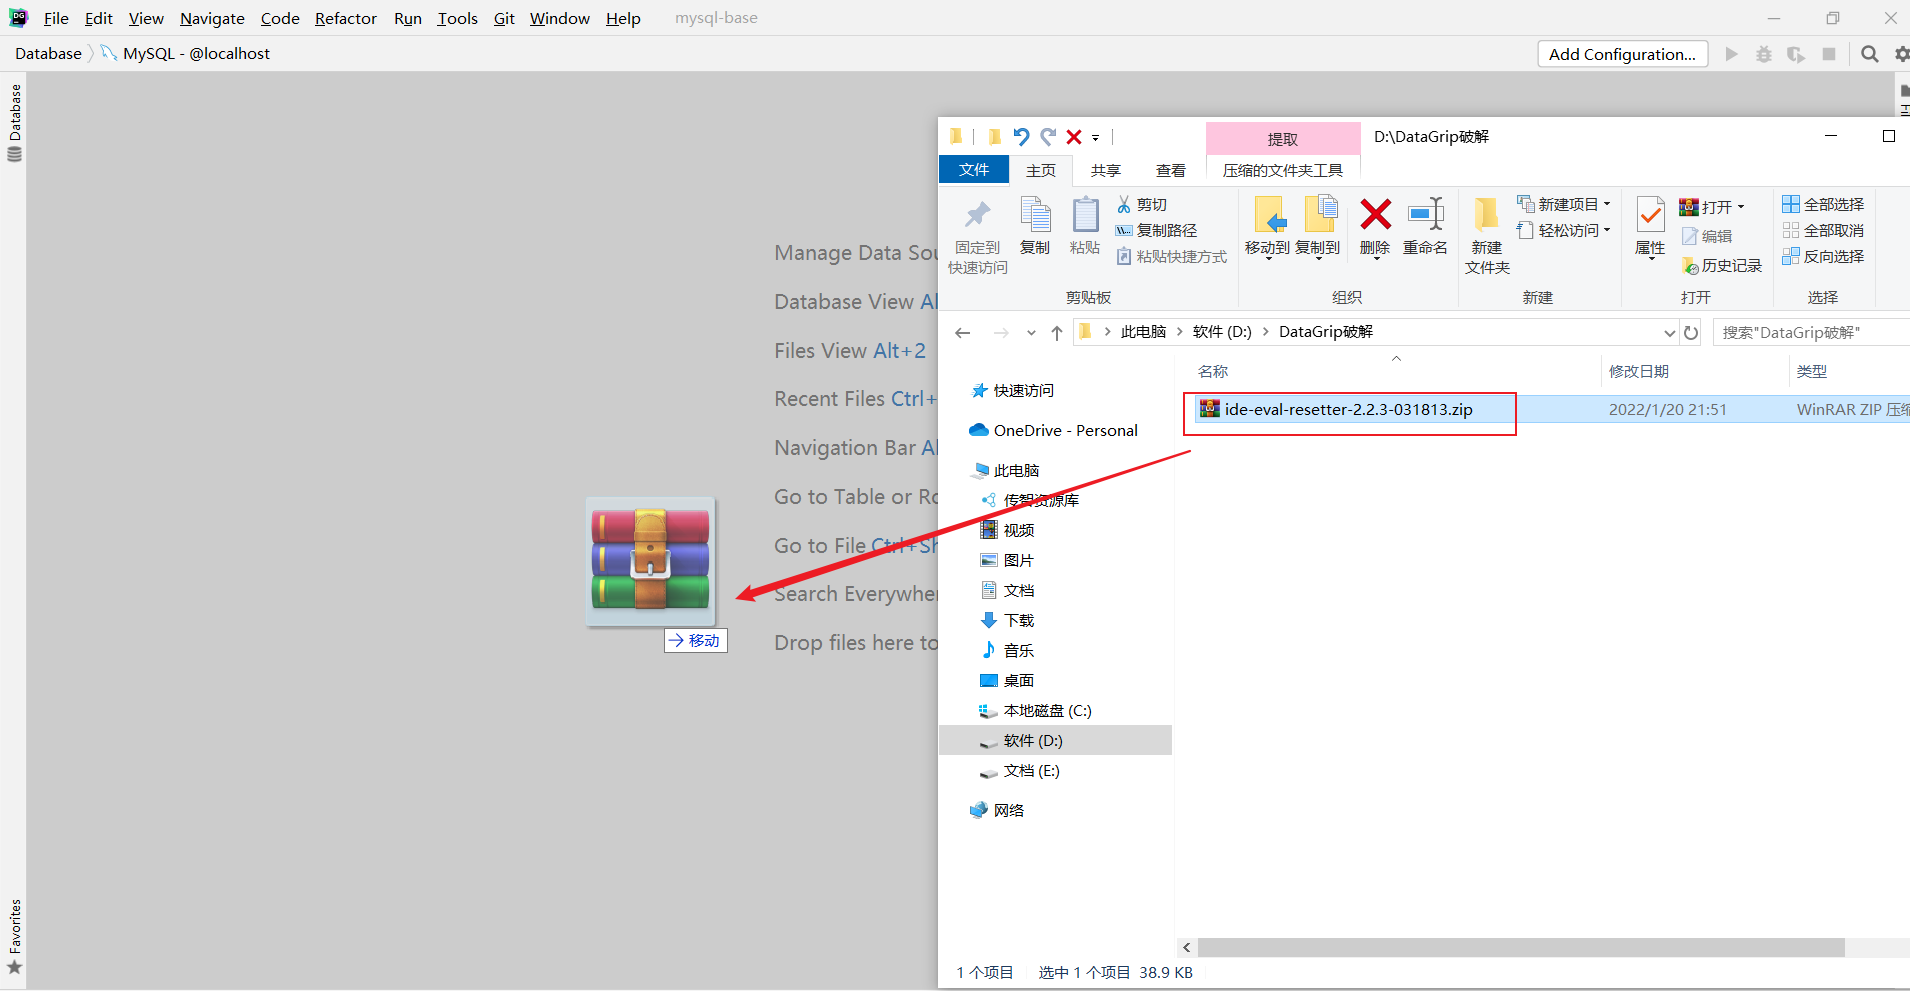 File Edit View Navigate Code Refactor Run Tools Git Window Help mysql-base
Database MySQL - @localhost Add Configuration...
Database
Favorites
Manage Data Sou
Database View Al
Files View Alt+2
Recent Files Ctrl+
Navigation Bar Al
Go to Table or Ro
Go to File Ctrl+Sh
Search Everywher
Drop files here to
移动
提取 D:\DataGrip破解
文件 主页 共享 查看 压缩的文件夹工具
固定到
快速访问
复制
粘贴
剪切
复制路径
粘贴快捷方式
剪贴板
移动到 复制到 删除 重命名
组织
新建
文件夹
新建项目
轻松访问
新建
属性
打开
编辑
历史记录
打开
全部选择
全部取消
反向选择
选择
此电脑 软件 (D:) DataGrip破解 搜索"DataGrip破解"
名称 修改日期 类型
ide-eval-resetter-2.2.3-031813.zip 2022/1/20 21:51 WinRAR ZIP 压缩
快速访问
OneDrive - Personal
此电脑
传智资源库
视频
图片
文档
下载
音乐
桌面
本地磁盘 (C:)
软件 (D:)
文档 (E:)
网络
1 个项目 选中 1 个项目 38.9 KB